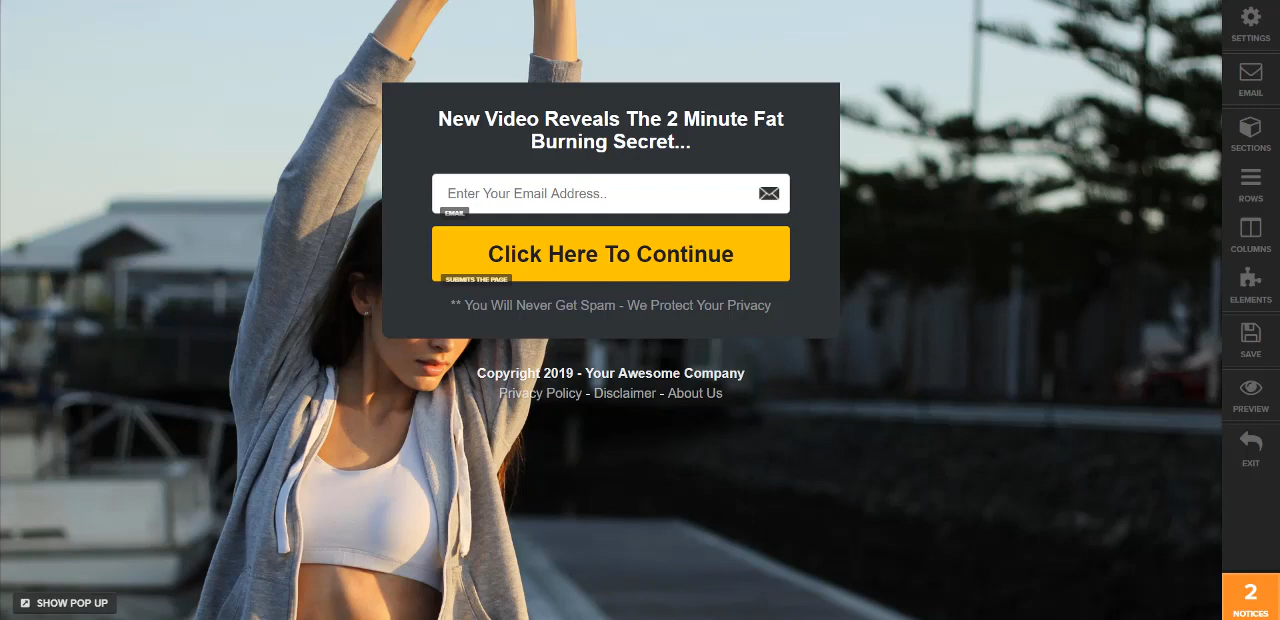 New Video Reveals The 2 Minute Fat
Burning Secret...
Enter Your Email Address..
EMAIL
Click Here To Continue
SUBMITS THE PAGE
** You Will Never Get Spam - We Protect Your Privacy
Copyright 2019 - Your Awesome Company
Privacy Policy - Disclaimer - About Us
SHOW POP UP
SETTINGS
EMAIL
SECTIONS
ROWS
COLUMNS
ELEMENTS
SAVE
PREVIEW
EXIT
2
NOTICES